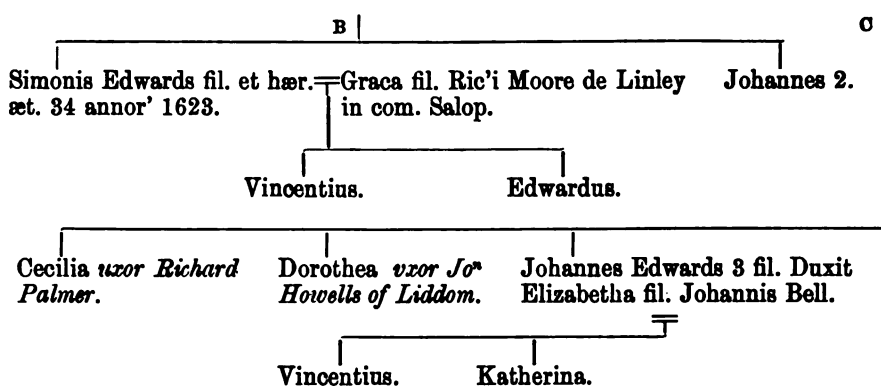 B C
Simonis Edwards fil. et hær.═Graca fil. Ric'i Moore de Linley Johannes 2.
æt. 34 annor' 1623. in com. Salop.
Vincentius. Edwardus.
Cecilia uxor Richard Dorothea vxor Joⁿ Johannes Edwards 3 fil. Duxit
Palmer. Howells of Liddom. Elizabetha fil. Johannis Bell.
Vincentius. Katherina.